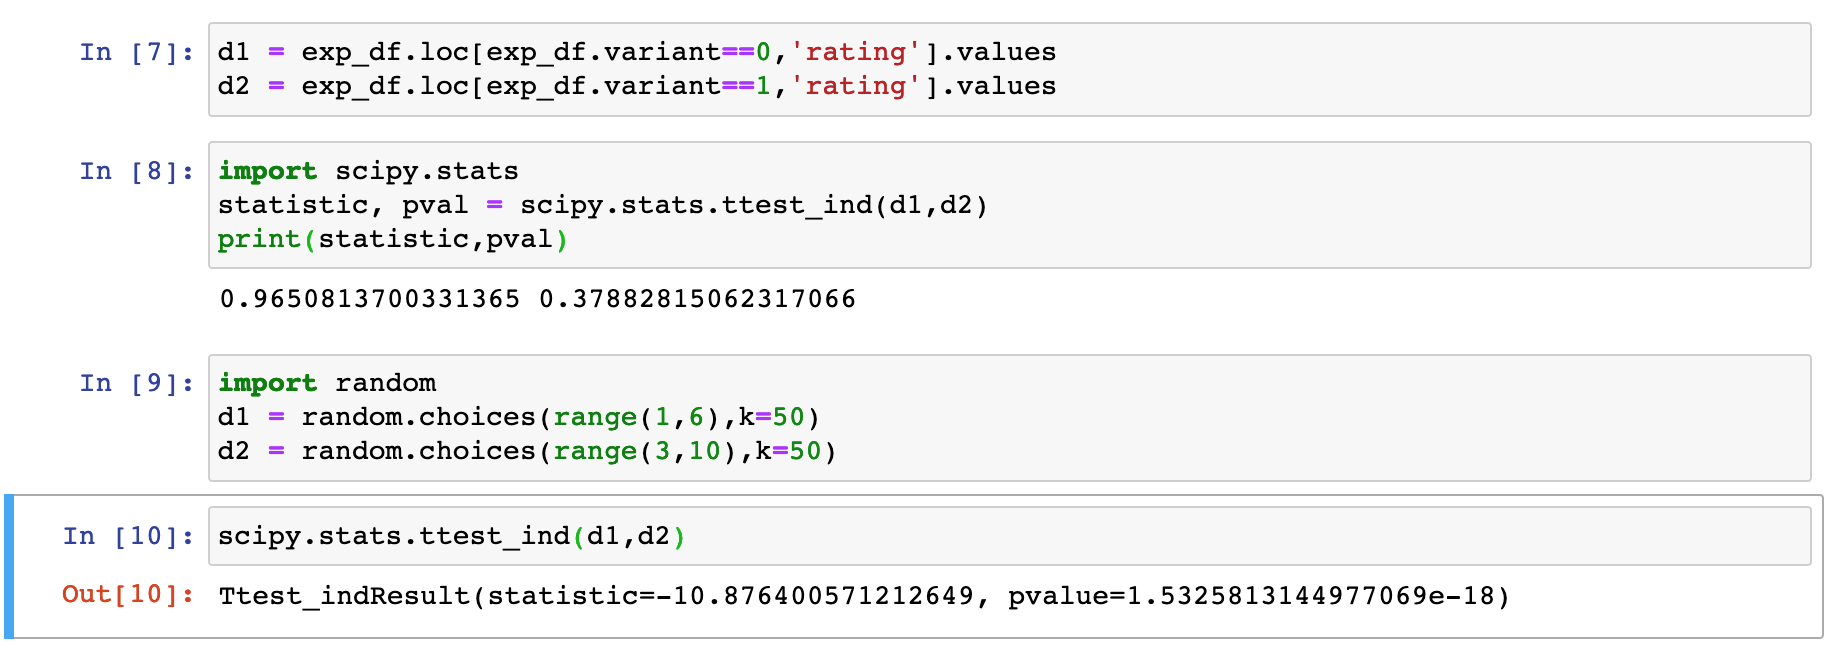 In [7]: d1 = exp_df.loc[exp_df.variant==0,'rating'].values
d2 = exp_df.loc[exp_df.variant==1,'rating'].values
In [8]: import scipy.stats
statistic, pval = scipy.stats.ttest_ind(d1,d2)
print(statistic,pval)
0.9650813700331365 0.37882815062317066
In [9]: import random
d1 = random.choices(range(1,6),k=50)
d2 = random.choices(range(3,10),k=50)
In [10]: scipy.stats.ttest_ind(d1,d2)
Out[10]: Ttest_indResult(statistic=-10.876400571212649, pvalue=1.5325813144977069e-18)